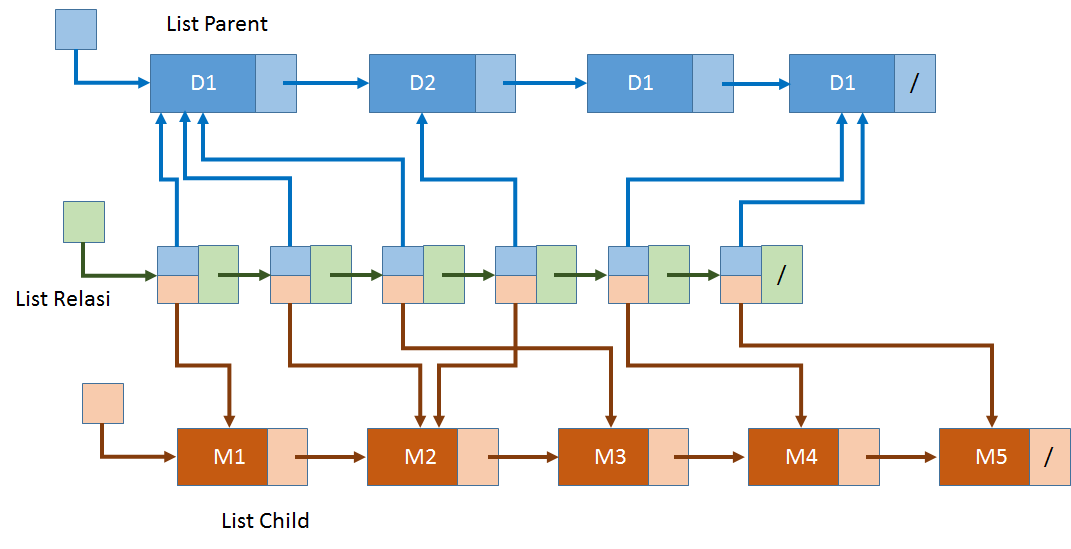 List Parent
D1
D2
D1
D1
/
List Relasi
/
M1
M2
M3
M4
M5
/
List Child